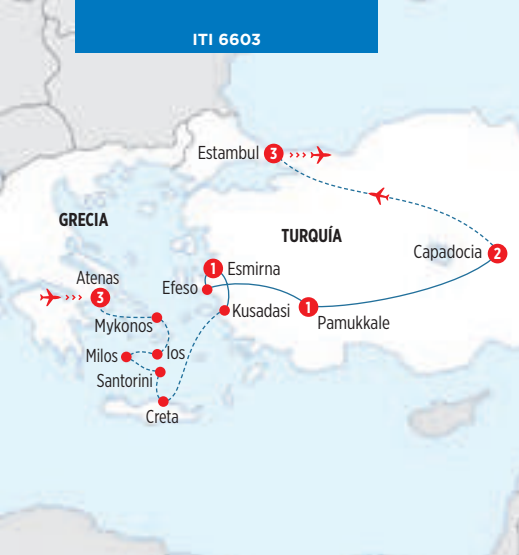 ITI 6603
Estambul 3
GRECIA
TURQUÍA
Capadocia 2
1 Esmirna
Atenas
3
Efeso
Kusadasi
1
Pamukkale
Mykonos
Milos
Ios
Santorini
Creta